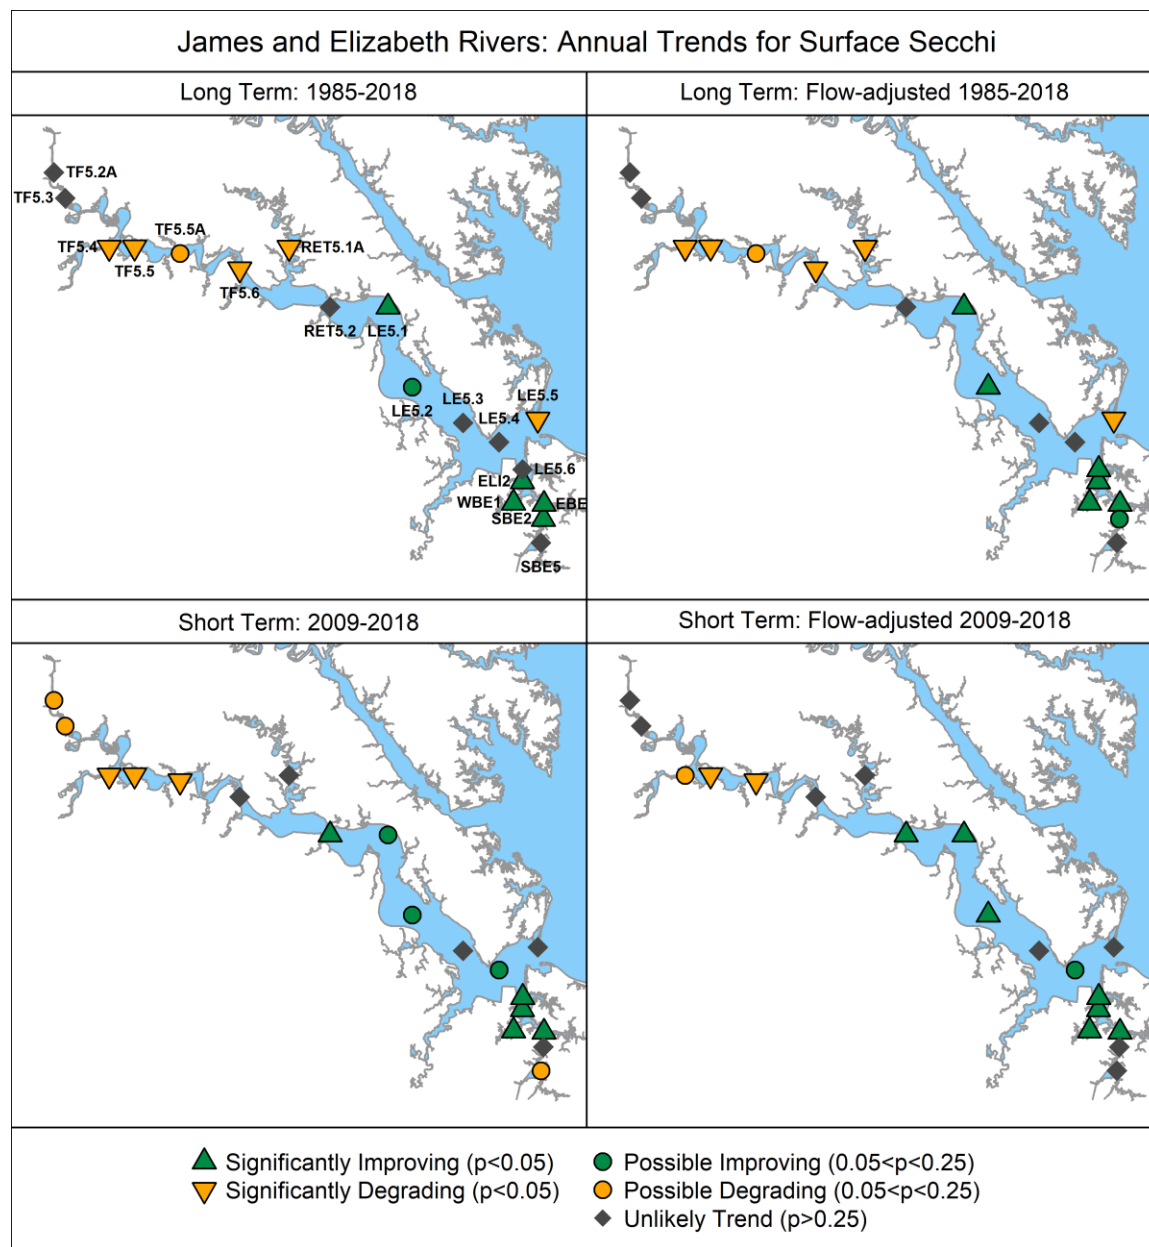 James and Elizabeth Rivers: Annual Trends for Surface Secchi
Long Term: 1985-2018
Long Term: Flow-adjusted 1985-2018
TF5.2A
TF5.3
TF5.5A
TF5.4
TF5.5
RET5.1A
TF5.6
RET5.2
LE5.1
LE5.2
LE5.3
LE5.5
LE5.4
LE5.6
ELI2
WBE1
EBE
SBE2
SBE5
Short Term: 2009-2018
Short Term: Flow-adjusted 2009-2018
Significantly Improving (p<0.05)
Possible Improving (0.05<p<0.25)
Significantly Degrading (p<0.05)
Possible Degrading (0.05<p<0.25)
Unlikely Trend (p>0.25)